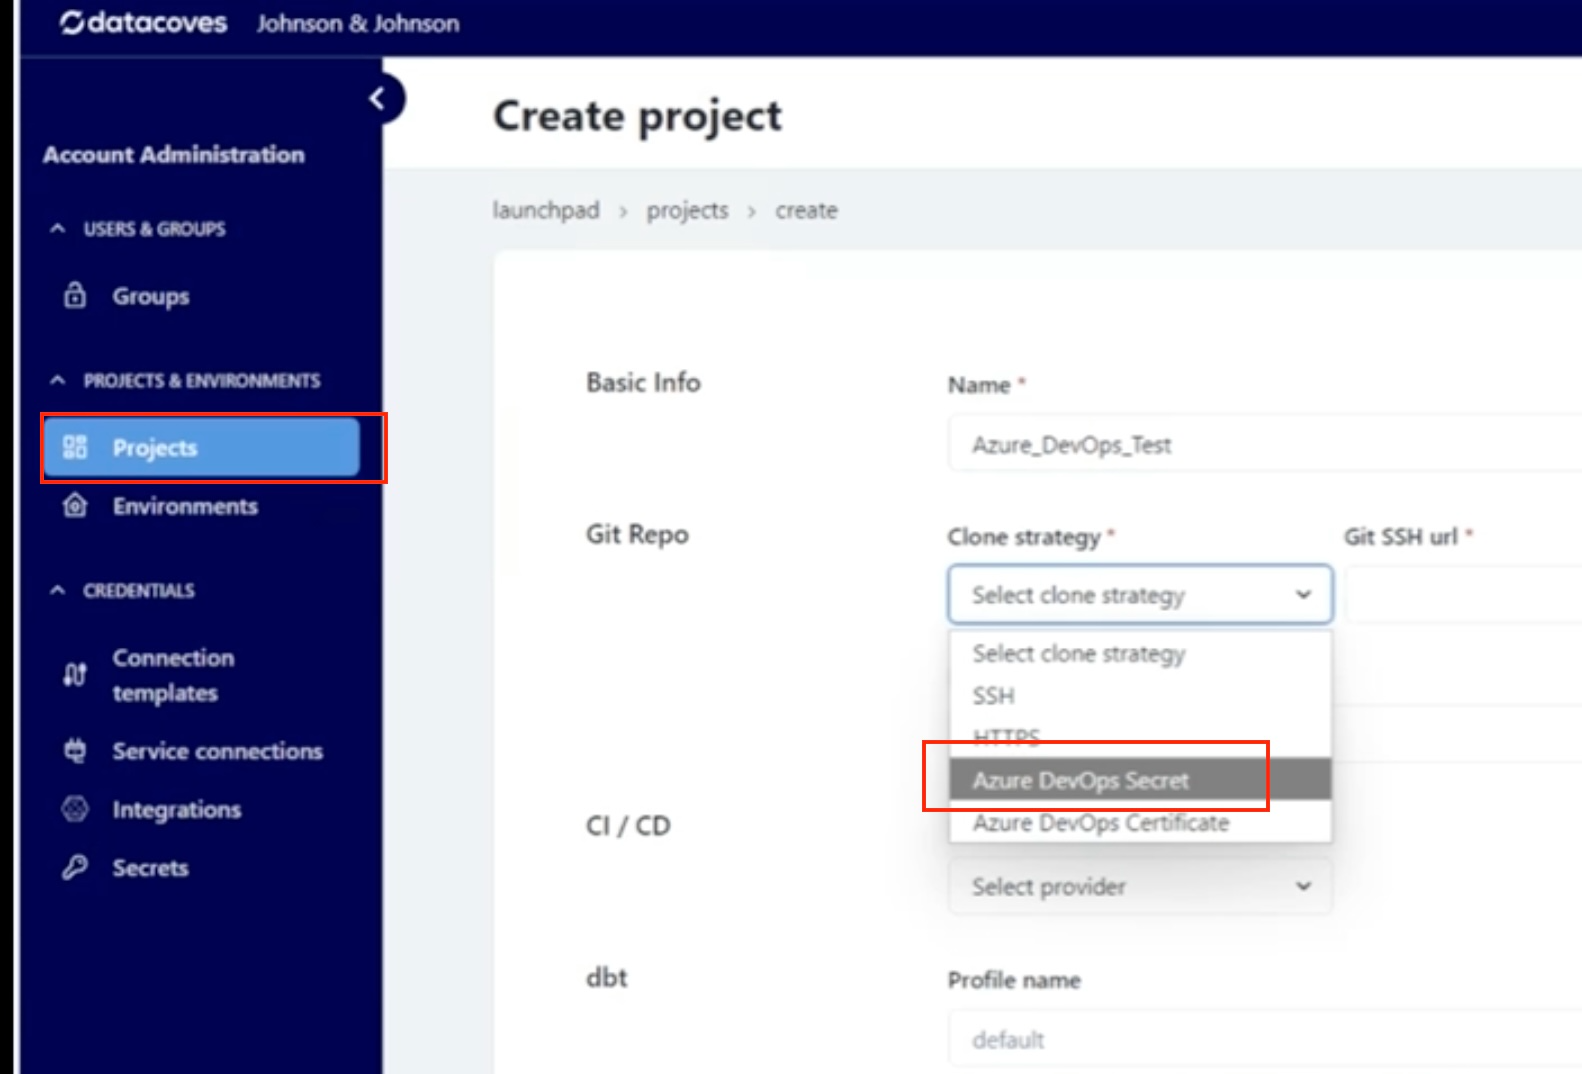 datacoves Johnson & Johnson
Create project
Account Administration
launchpad > projects > create
USERS & GROUPS
Groups
PROJECTS & ENVIRONMENTS
Projects
Environments
CREDENTIALS
Connection
templates
Service connections
Integrations
Secrets
Basic Info
Name *
Azure_DevOps_Test
Git Repo
Clone strategy *
Git SSH url *
Select clone strategy
Select clone strategy
SSH
HTTPS
Azure DevOps Secret
Azure DevOps Certificate
CI / CD
Select provider
dbt
Profile name
default